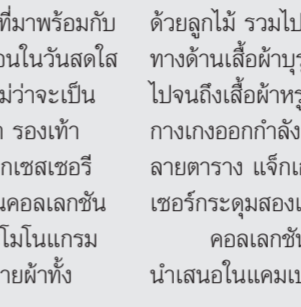 ที่มาพร้อมกับ
อนในวันสดใส
ม่ว่าจะเป็น
รองเท้า
กเซสเซอรี
นคอลเลกชัน
โมโนแกรม
ายผ้าทั้ง
ด้วยลูกไม้ รวมไป
ทางด้านเสื้อผ้าบุร
ไปจนถึงเสื้อผ้าหรู
กางเกงออกกำลัง
ลายตาราง แจ็กเ
เซอร์กระดุมสองเ
คอลเลกชัน
นำเสนอในแคมเป